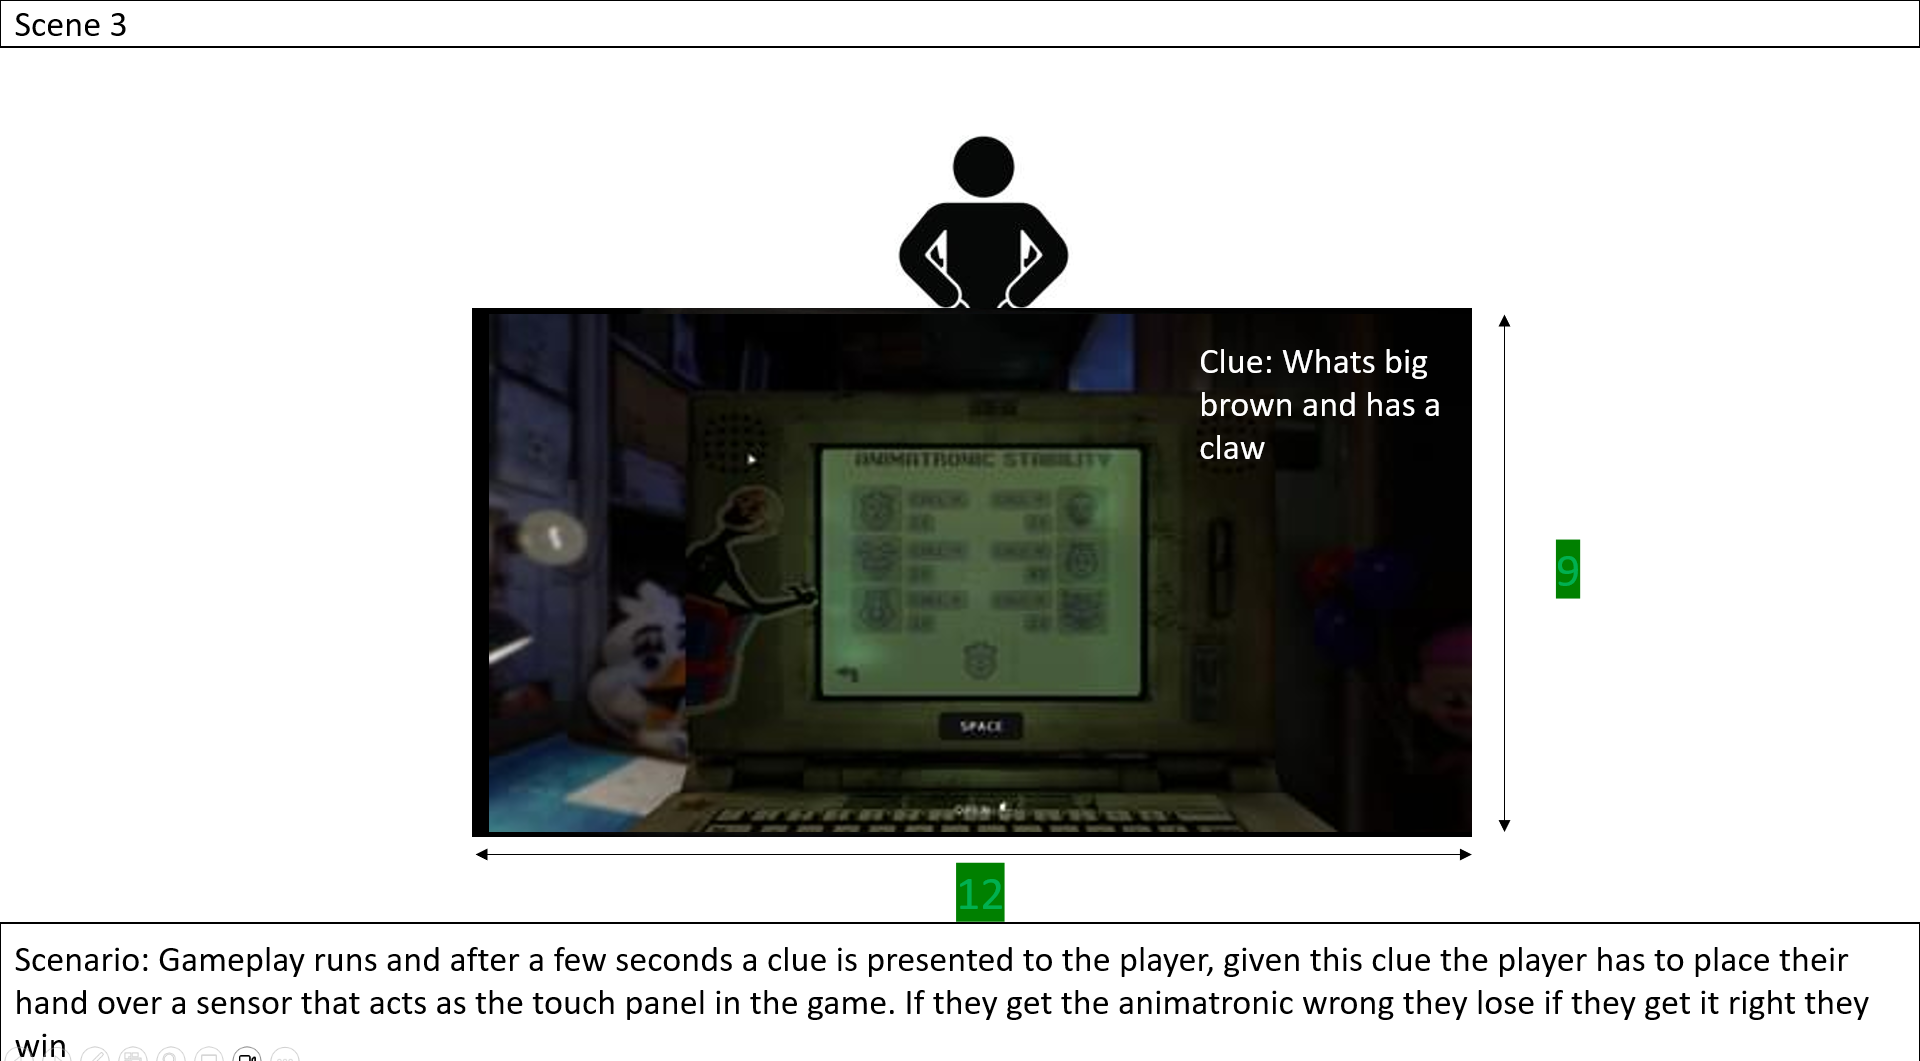 Scene 3
Clue: Whats big
brown and has a
claw
ANIMATRONIC STABILITY
SPACE
9
12
Scenario: Gameplay runs and after a few seconds a clue is presented to the player, given this clue the player has to place their
hand over a sensor that acts as the touch panel in the game. If they get the animatronic wrong they lose if they get it right they
win